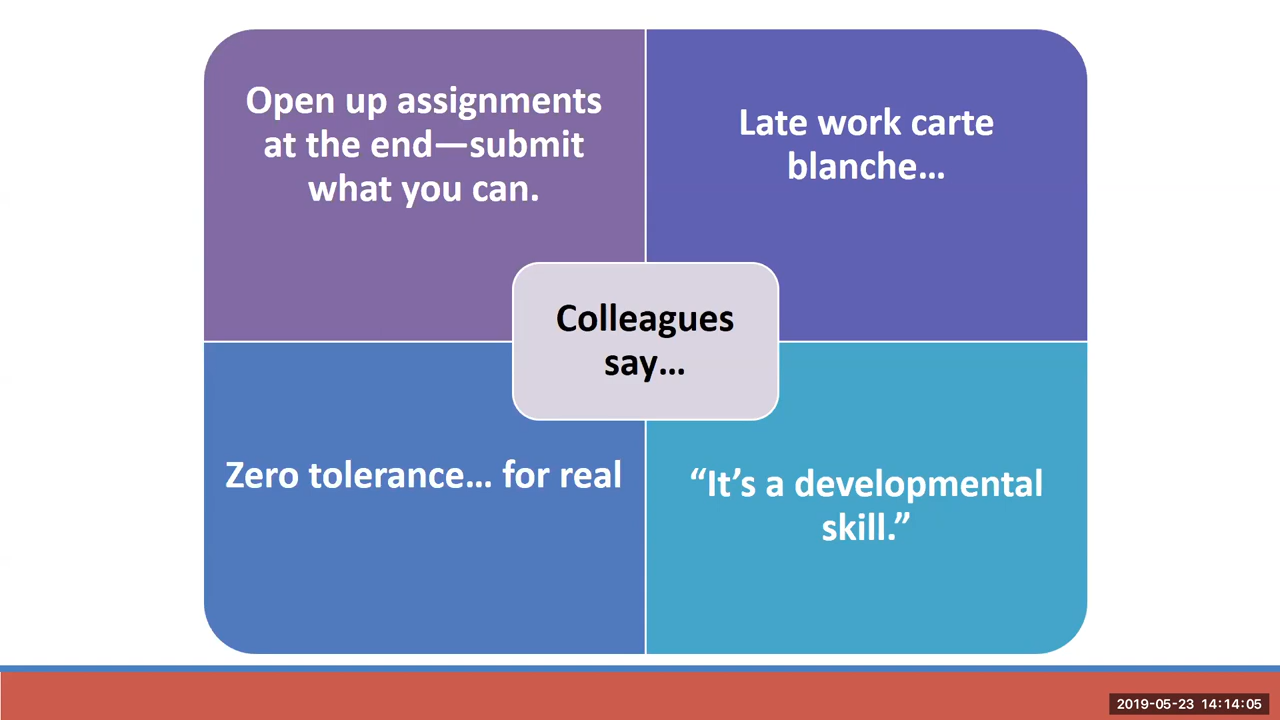 Open up assignments
at the end—submit
what you can.
Late work carte
blanche…
Colleagues
say…
Zero tolerance… for real
“It’s a developmental
skill.”
2019-05-23 14:14:05